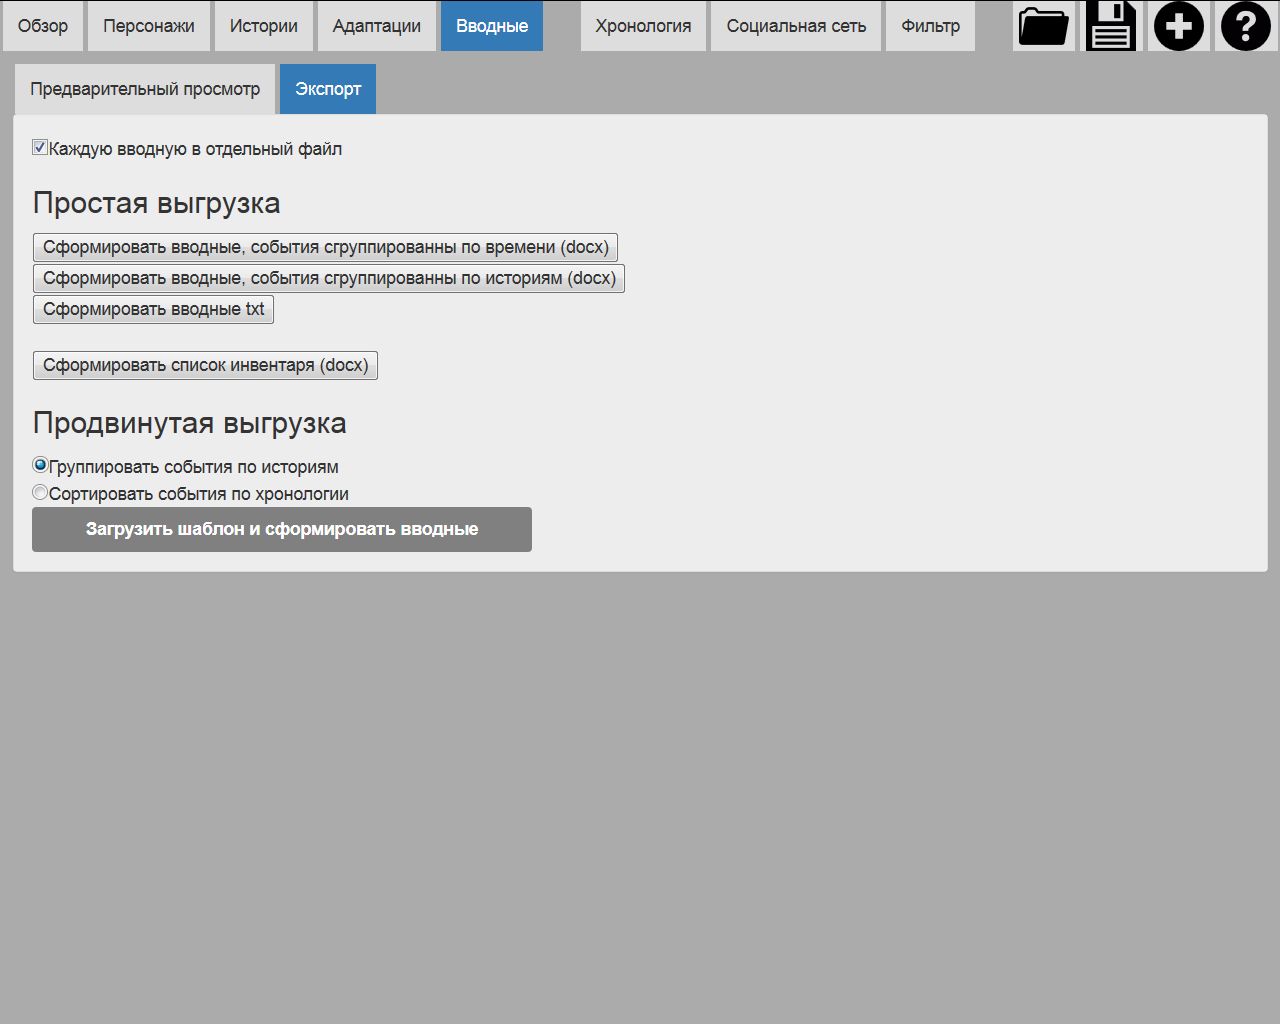 Обзор Персонажи Истории Адаптации Вводные Хронология Социальная сеть Фильтр
Предварительный просмотр Экспорт
Каждую вводную в отдельный файл
Простая выгрузка
Сформировать вводные, события сгруппированны по времени (docx)
Сформировать вводные, события сгруппированны по историям (docx)
Сформировать вводные txt
Сформировать список инвентаря (docx)
Продвинутая выгрузка
Группировать события по историям
Сортировать события по хронологии
Загрузить шаблон и сформировать вводные